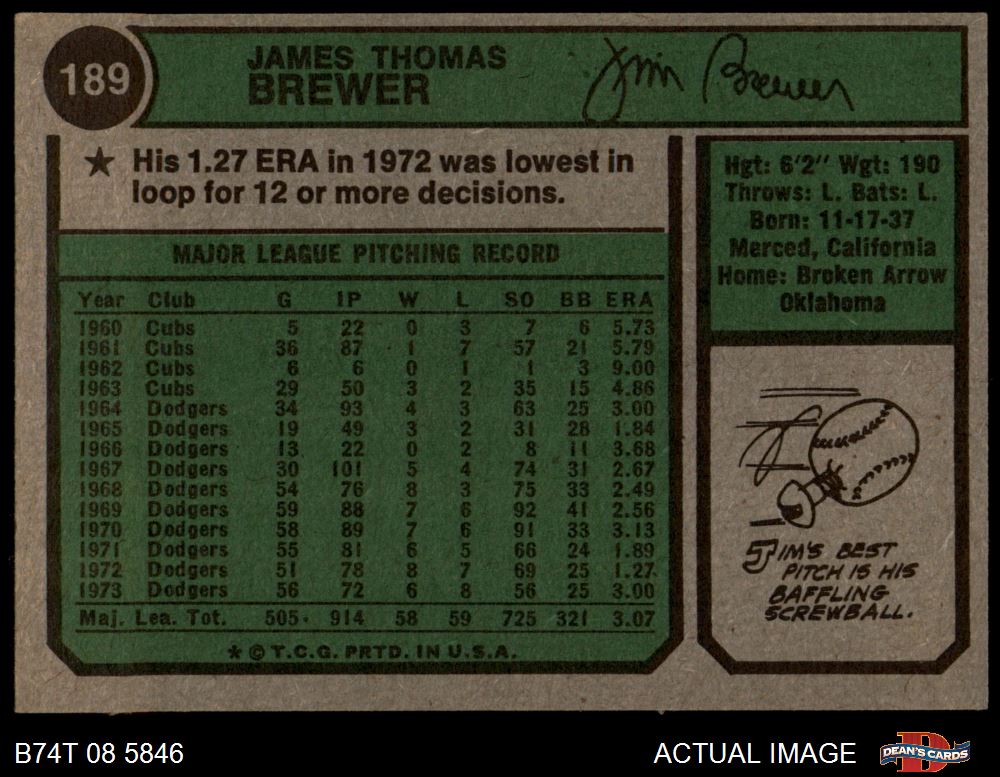 189
JAMES THOMAS
BREWER
Jim Brewer
★ His 1.27 ERA in 1972 was lowest in
loop for 12 or more decisions.
MAJOR LEAGUE PITCHING RECORD
Year Club G IP W L SO BB ERA
1960 Cubs 5 22 0 3 7 6 5.73
1961 Cubs 36 87 1 7 57 21 5.79
1962 Cubs 6 6 0 1 1 3 9.00
1963 Cubs 29 50 3 2 35 15 4.86
1964 Dodgers 34 93 4 3 63 25 3.00
1965 Dodgers 19 49 3 2 31 28 1.84
1966 Dodgers 13 22 0 2 8 11 3.68
1967 Dodgers 30 101 5 4 74 31 2.67
1968 Dodgers 54 76 8 3 75 33 2.49
1969 Dodgers 59 88 7 6 92 41 2.56
1970 Dodgers 58 89 7 6 91 33 3.13
1971 Dodgers 55 81 6 5 66 24 1.89
1972 Dodgers 51 78 8 7 69 25 1.27
1973 Dodgers 56 72 6 8 56 25 3.00
Maj. Lea. Tot. 505 914 58 59 725 321 3.07
* © T.C.G. PRTD. IN U.S.A.
Hgt: 6'2" Wgt: 190
Throws: L. Bats: L.
Born: 11-17-37
Merced, California
Home: Broken Arrow
Oklahoma
JIM'S BEST
PITCH IS HIS
BAFFLING
SCREWBALL.
B74T 08 5846
ACTUAL IMAGE
DEAN'S CARDS